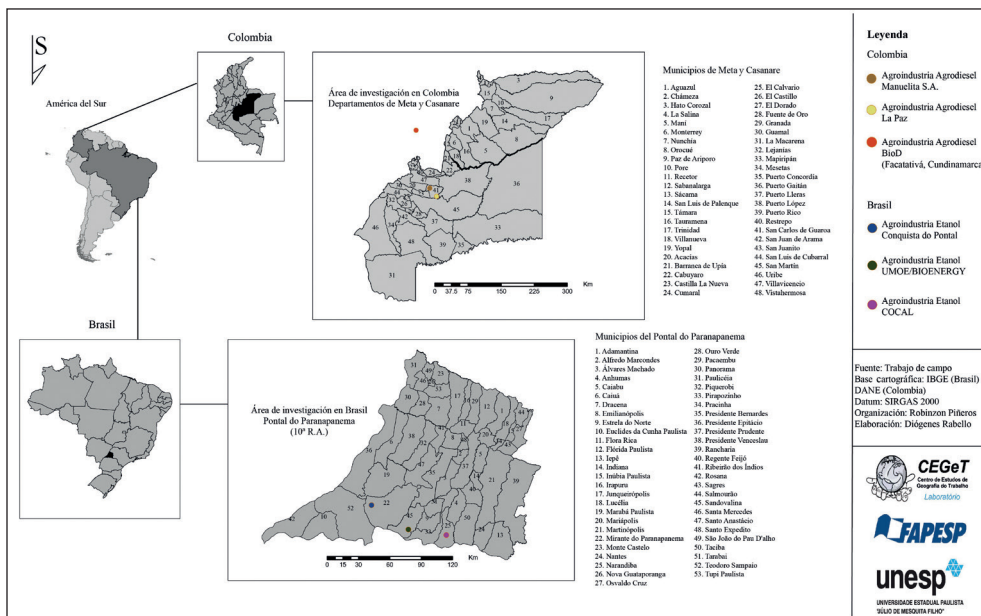 S
América del Sur
Colombia
Área de investigación en Colombia
Departamentos de Meta y Casanare
0 37.5 75 150 225 300
Km
Municipios de Meta y Casanare
1. Aguazul
2. Chámeza
3. Hato Corozal
4. La Salina
5. Maní
6. Monterrey
7. Nunchía
8. Orocué
9. Paz de Ariporo
10. Pore
11. Recetor
12. Sabanalarga
13. Sácama
14. San Luis de Palenque
15. Támara
16. Tauramena
17. Trinidad
18. Villanueva
19. Yopal
20. Acacías
21. Barranca de Upía
22. Cabuyaro
23. Castilla La Nueva
24. Cumaral
25. El Calvario
26. El Castillo
27. El Dorado
28. Fuente de Oro
29. Granada
30. Guamal
31. La Macarena
32. Lejanías
33. Mapiripán
34. Mesetas
35. Puerto Concordia
36. Puerto Gaitán
37. Puerto Lleras
38. Puerto López
39. Puerto Rico
40. Restrepo
41. San Carlos de Guaroa
42. San Juan de Arama
43. San Juanito
44. San Luis de Cubarral
45. San Martín
46. Uribe
47. Villavicencio
48. Vistahermosa
Brasil
Área de investigación en Brasil
Pontal do Paranapanema
(10ª R.A.)
0 15 30 60 90 120
Km
Municipios del Pontal do Paranapanema
1. Adamantina
2. Alfredo Marcondes
3. Álvares Machado
4. Anhumas
5. Caiabu
6. Caiuá
7. Dracena
8. Emilianópolis
9. Estrela do Norte
10. Euclides da Cunha Paulista
11. Flora Rica
12. Flórida Paulista
13. Iepê
14. Indiana
15. Inúbia Paulista
16. Irapuru
17. Junqueirópolis
18. Lucélia
19. Marabá Paulista
20. Mariápolis
21. Martinópolis
22. Mirante do Paranapanema
23. Monte Castelo
24. Nantes
25. Narandiba
26. Nova Guataporanga
27. Osvaldo Cruz
28. Ouro Verde
29. Pacaembu
30. Panorama
31. Paulicéia
32. Piquerobi
33. Pirapozinho
34. Pracinha
35. Presidente Bernardes
36. Presidente Epitácio
37. Presidente Prudente
38. Presidente Venceslau
39. Rancharia
40. Regente Feijó
41. Ribeirão dos Índios
42. Rosana
43. Sagres
44. Salmourão
45. Sandovalina
46. Santa Mercedes
47. Santo Anastácio
48. Santo Expedito
49. São João do Pau D'alho
50. Taciba
51. Tarabai
52. Teodoro Sampaio
53. Tupi Paulista
Leyenda
Colombia
Agroindustria Agrodiesel
Manuelita S.A.
Agroindustria Agrodiesel
La Paz
Agroindustria Agrodiesel
BioD
(Facatativá, Cundinamarca)
Brasil
Agroindustria Etanol
Conquista do Pontal
Agroindustria Etanol
UMOE/BIOENERGY
Agroindustria Etanol
COCAL
Fuente: Trabajo de campo
Base cartográfica: IBGE (Brasil)
DANE (Colombia)
Datum: SIRGAS 2000
Organización: Robinzon Piñeros
Elaboración: Diógenes Rabello
CEGeT
Centro de Estudos de
Geografia do Trabalho
Laboratório
FAPESP
unesp
UNIVERSIDADE ESTADUAL PAULISTA
"JÚLIO DE MESQUITA FILHO"